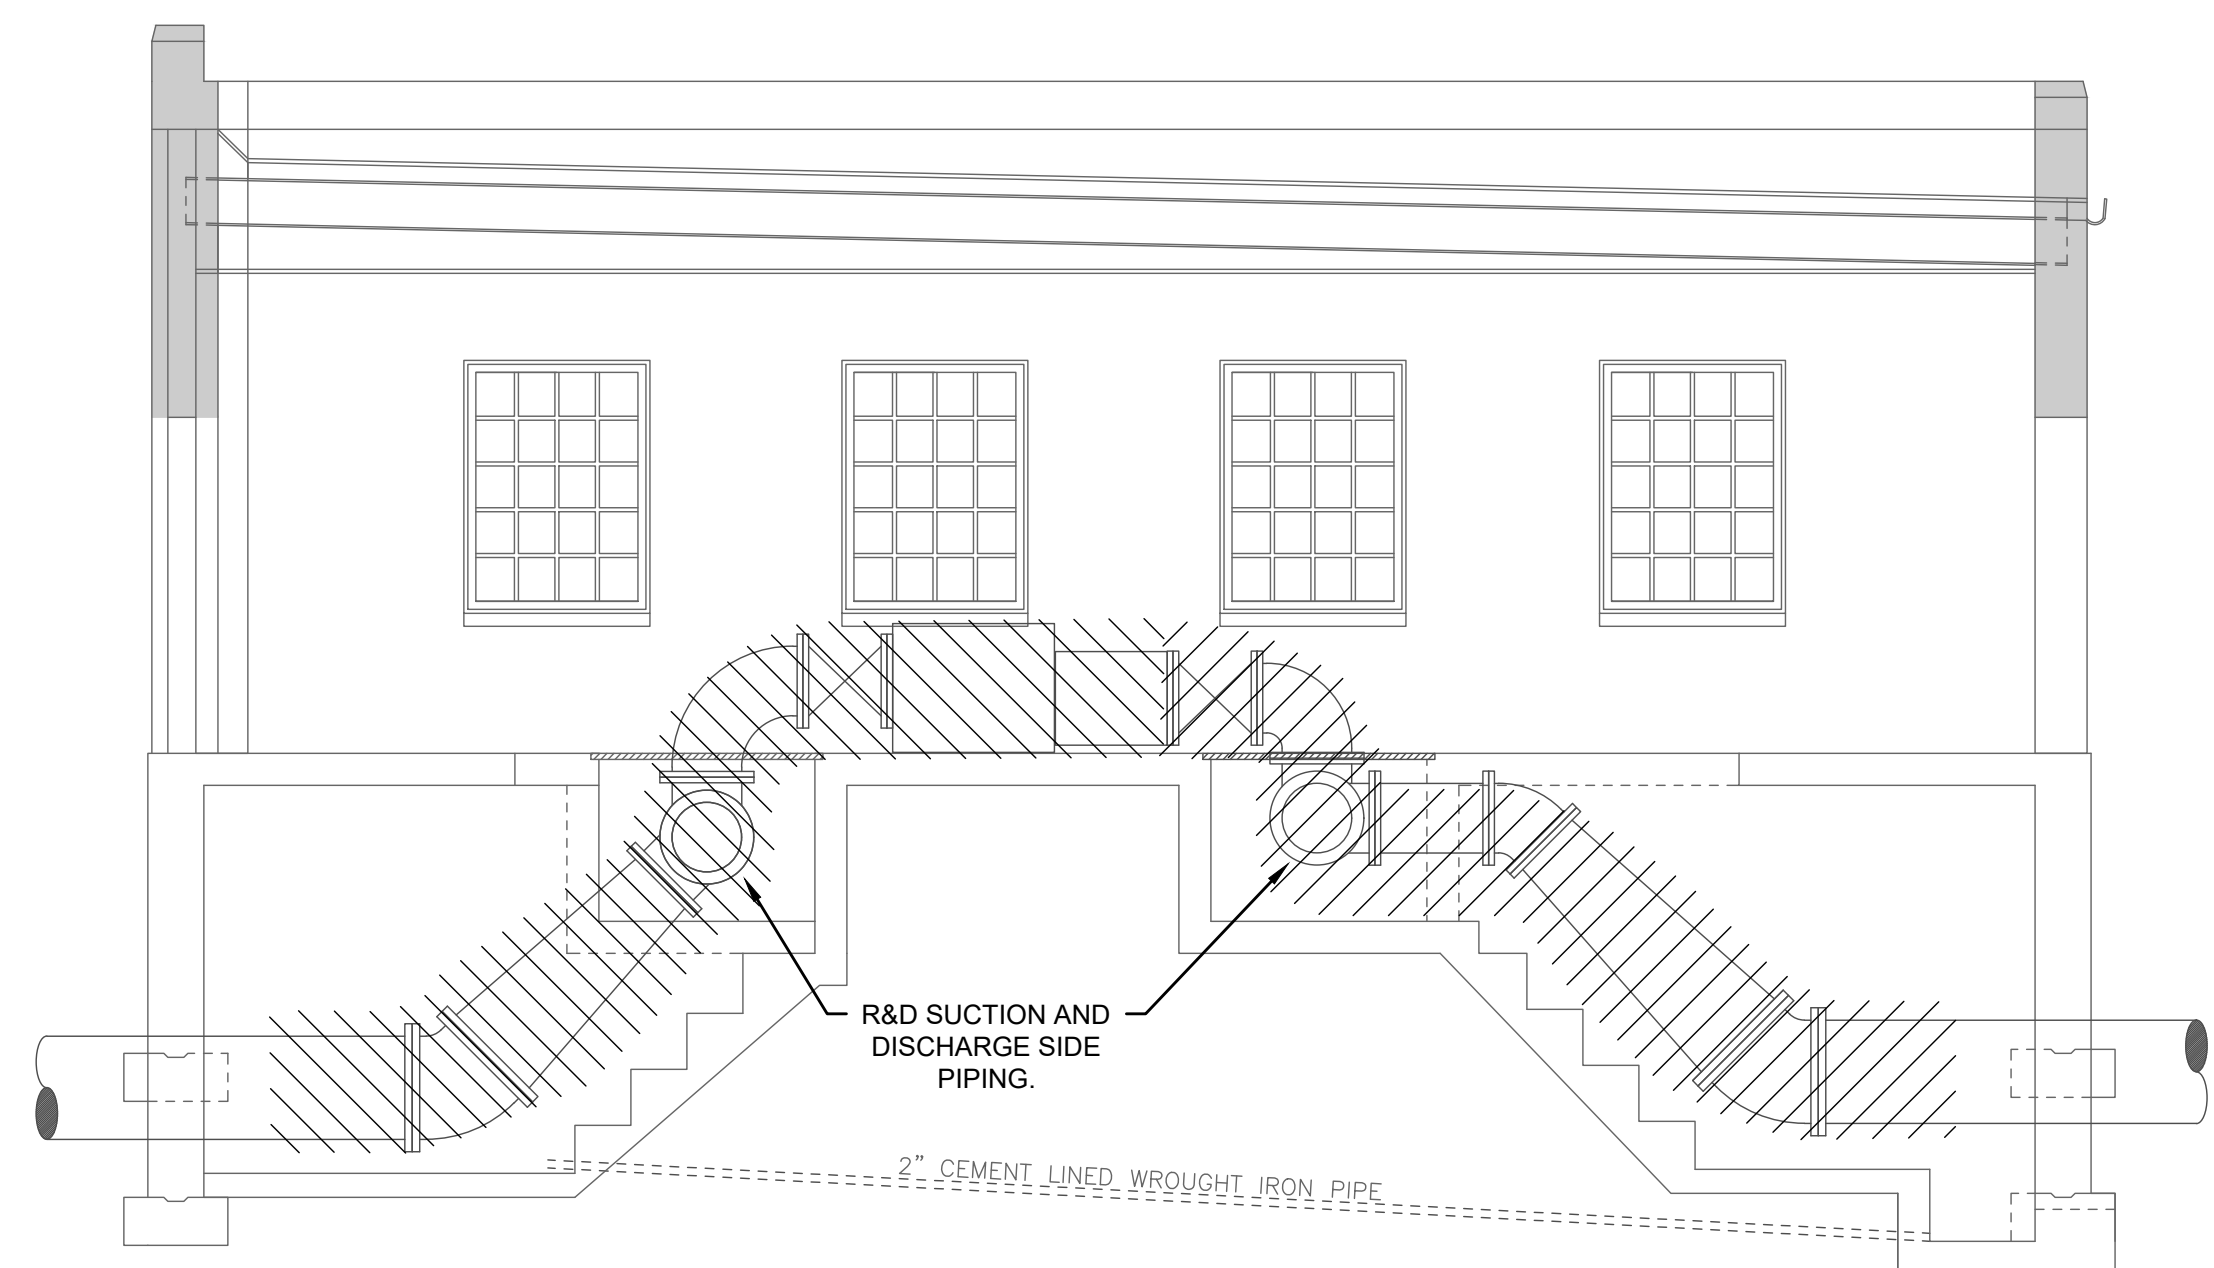 R&D SUCTION AND
DISCHARGE SIDE
PIPING.
2” CEMENT LINED WROUGHT IRON PIPE